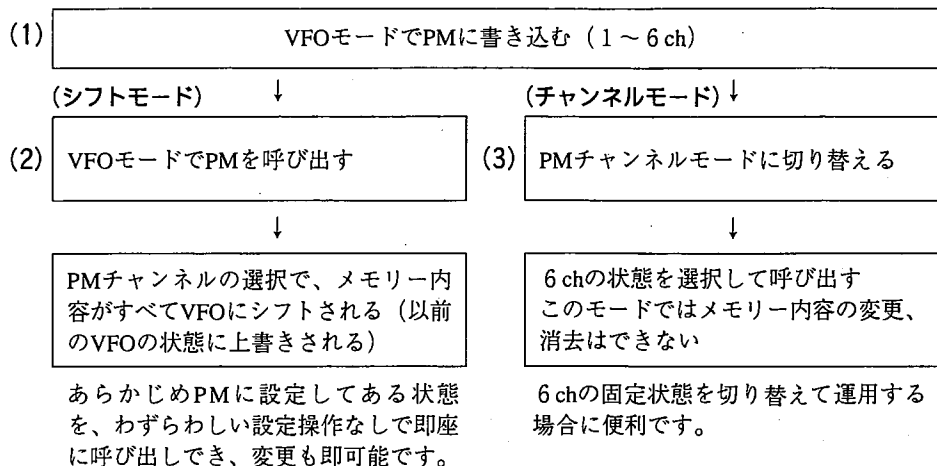 (1) VFOモードでPMに書き込む（1～6 ch）
(シフトモード) ↓
(チャンネルモード) ↓
(2) VFOモードでPMを呼び出す
(3) PMチャンネルモードに切り替える
↓
↓
PMチャンネルの選択で、メモリー内
容がすべてVFOにシフトされる（以前
のVFOの状態に上書きされる）
6 chの状態を選択して呼び出す
このモードではメモリー内容の変更、
消去はできない
あらかじめPMに設定してある状態
を、わずらわしい設定操作なしで即座
に呼び出しでき、変更も即可能です。
6 chの固定状態を切り替えて運用する
場合に便利です。